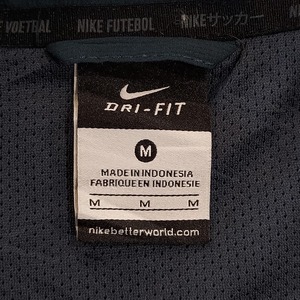 VOETBAL NIKE FUTEBOL NIKEサッカー
DRI-FIT
M
MADE IN INDONESIA
FABRIQUE EN INDONESIE
M M M
nikebetterworld.com